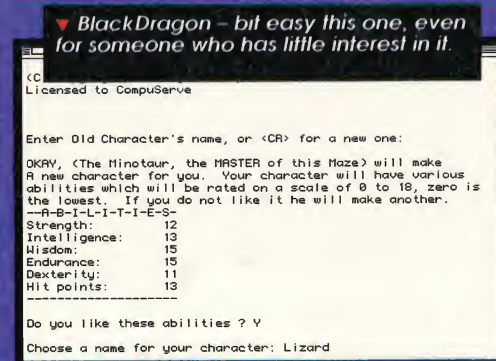 ▼ BlackDragon – bit easy this one, even
for someone who has little interest in it.
(C
Licensed to CompuServe
Enter Old Character's name, or <CR> for a new one:
OKAY, (The Minotaur, the MASTER of this Maze) will make
A new character for you. Your character will have various
abilities which will be rated on a scale of 0 to 18, zero is
the lowest. If you do not like it he will make another.
--A-B-I-L-I-T-I-E-S-
Strength: 12
Intelligence: 13
Wisdom: 15
Endurance: 15
Dexterity: 11
Hit points: 13
--------------------
Do you like these abilities ? Y
Choose a name for your character: Lizard